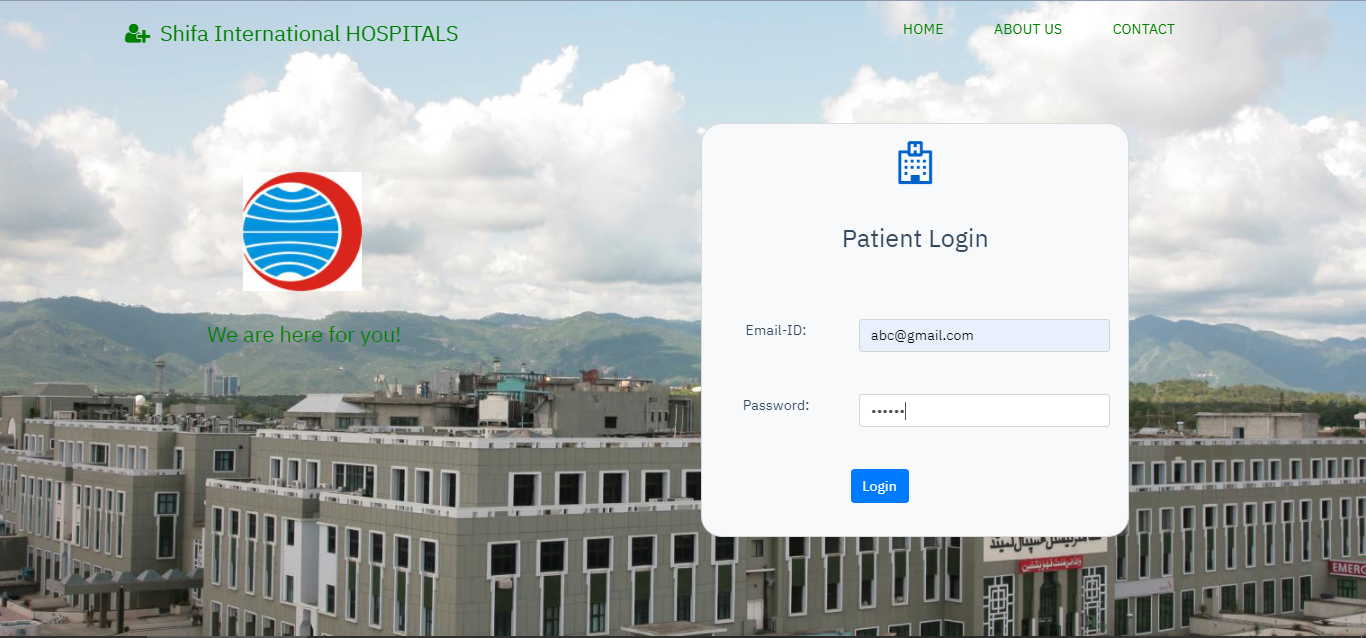 Shifa International HOSPITALS
HOME
ABOUT US
CONTACT
H
Patient Login
We are here for you!
Email-ID:
abc@gmail.com
Password:
••••••
Login
EMERG